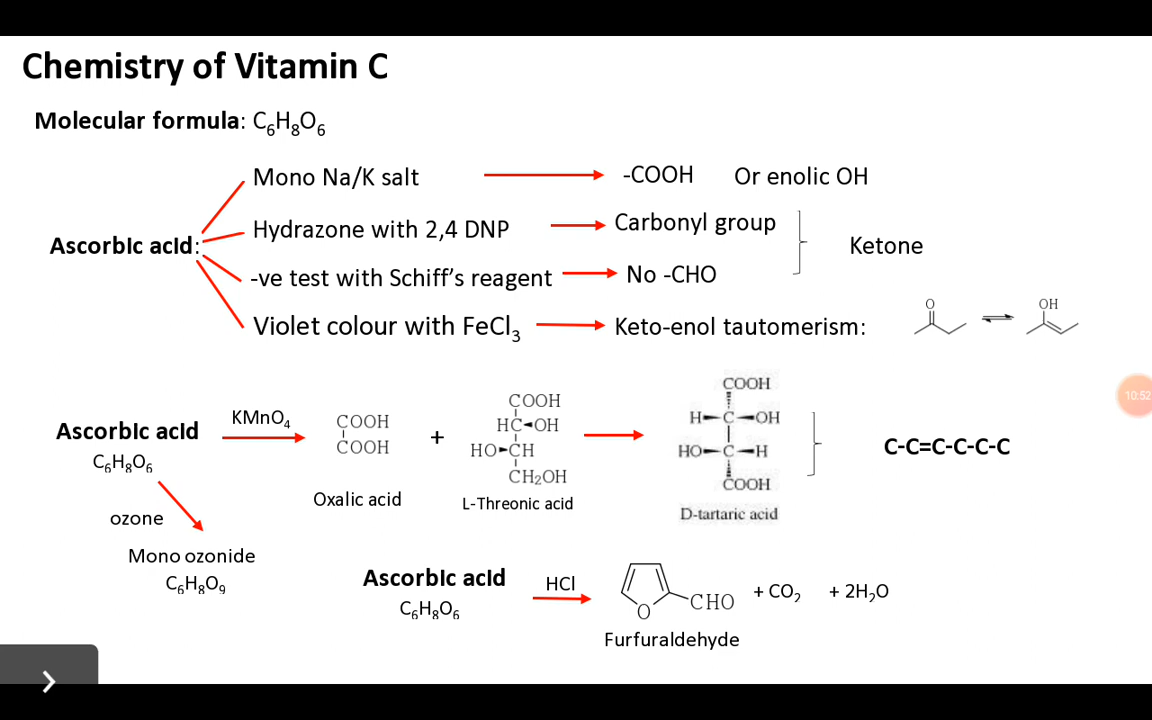 Chemistry of Vitamin C
Molecular formula: C₆H₈O₆
Ascorbic acid:
Mono Na/K salt
-COOH Or enolic OH
Hydrazone with 2,4 DNP
Carbonyl group
-ve test with Schiff's reagent
No -CHO
Ketone
Violet colour with FeCl₃
Keto-enol tautomerism:
O
OH
Ascorbic acid
C₆H₈O₆
KMnO₄
COOH
COOH
Oxalic acid
+
COOH
HC OH
HO CH
CH₂OH
L-Threonic acid
COOH
H C OH
HO C H
COOH
D-tartaric acid
C-C=C-C-C-C
ozone
Mono ozonide
C₆H₈O₉
Ascorbic acid
C₆H₈O₆
HCl
O
CHO
+ CO₂ + 2H₂O
Furfuraldehyde
10:52